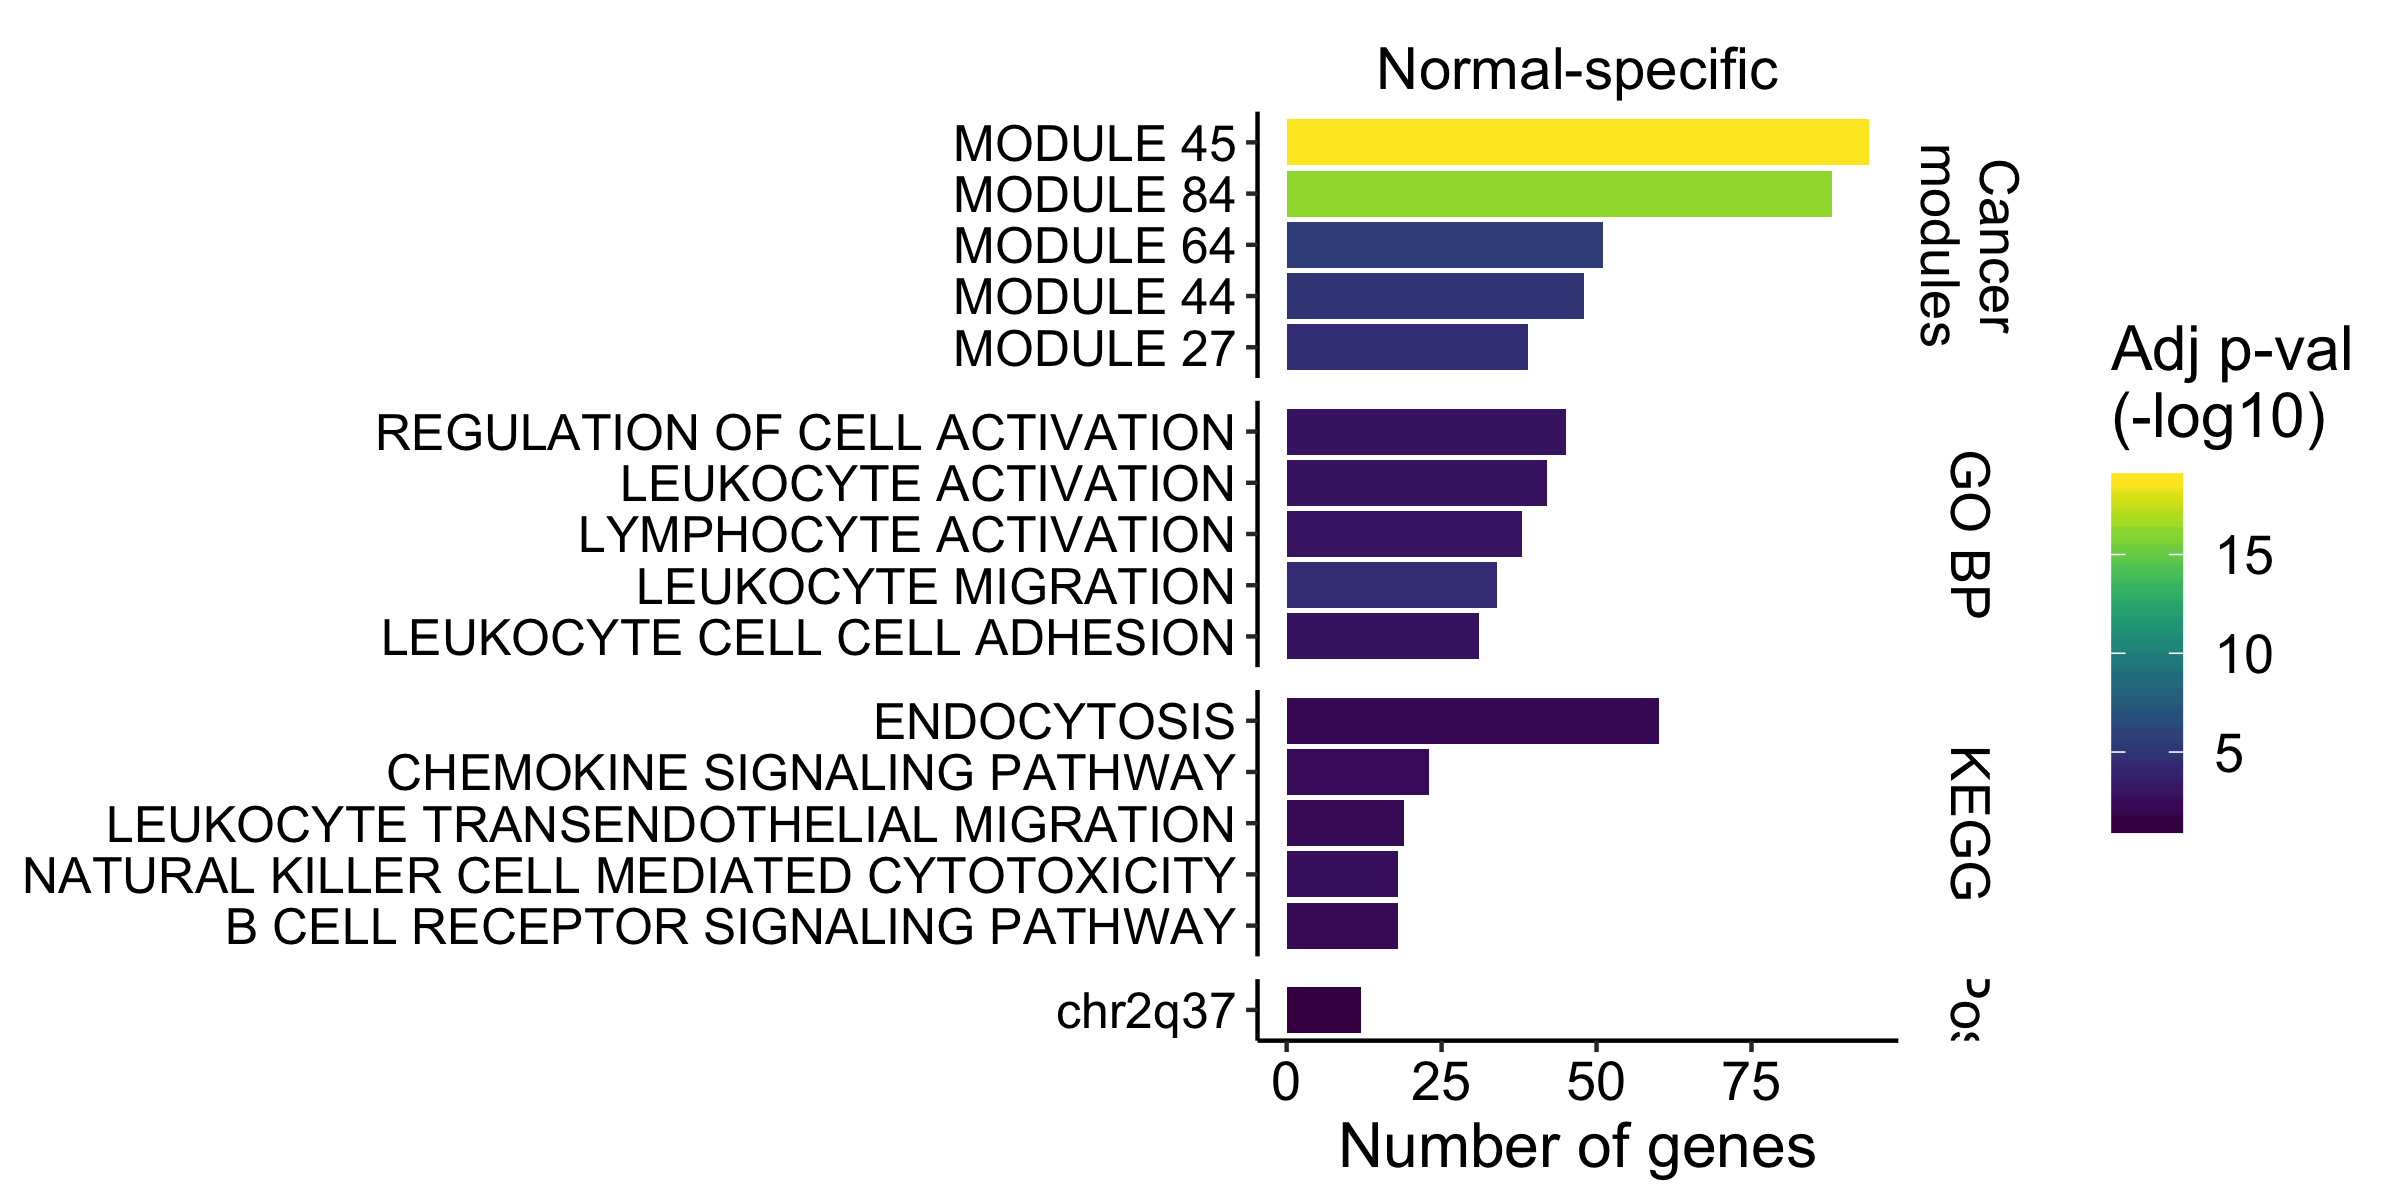 Normal-specific
MODULE 45
MODULE 84
MODULE 64
MODULE 44
MODULE 27
Cancer
modules
REGULATION OF CELL ACTIVATION
LEUKOCYTE ACTIVATION
LYMPHOCYTE ACTIVATION
LEUKOCYTE MIGRATION
LEUKOCYTE CELL CELL ADHESION
GO BP
ENDOCYTOSIS
CHEMOKINE SIGNALING PATHWAY
LEUKOCYTE TRANSENDOTHELIAL MIGRATION
NATURAL KILLER CELL MEDIATED CYTOTOXICITY
B CELL RECEPTOR SIGNALING PATHWAY
KEGG
chr2q37
0 25 50 75
Number of genes
Adj p-val
(-log10)
15
10
5